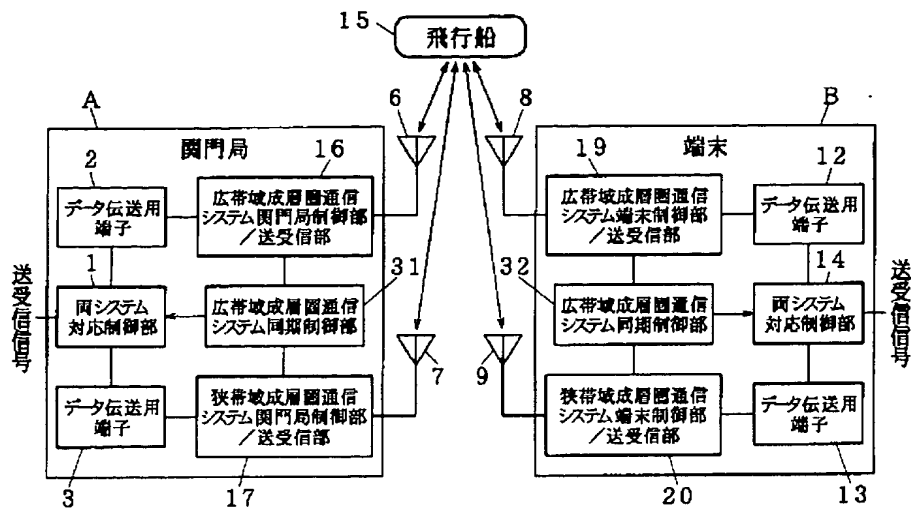 15
飛行船
A
6
8
B
関門局
16
2
データ伝送用
端子
広帯域成層圏通信
システム関門局制御部
/送受信部
端末
19
12
広帯域成層圏通信
システム端末制御部
/送受信部
データ伝送用
端子
送受信信号
1
両システム
対応制御部
広帯域成層圏通信
システム同期制御部
31
32
広帯域成層圏通信
システム同期制御部
14
両システム
対応制御部
送受信信号
7
9
データ伝送用
端子
狭帯域成層圏通信
システム関門局制御部
/送受信部
狭帯域成層圏通信
システム端末制御部
/送受信部
データ伝送用
端子
3
17
20
13